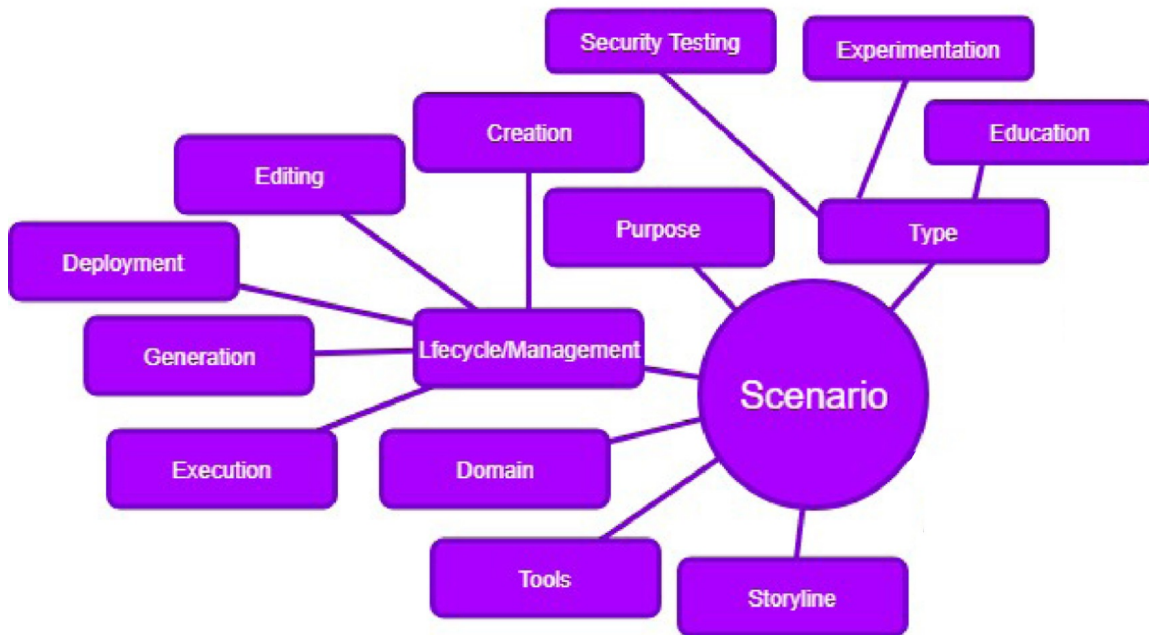 Security Testing
Experimentation
Creation
Education
Editing
Purpose
Type
Deployment
Generation
Lfecycle/Management
Scenario
Execution
Domain
Tools
Storyline